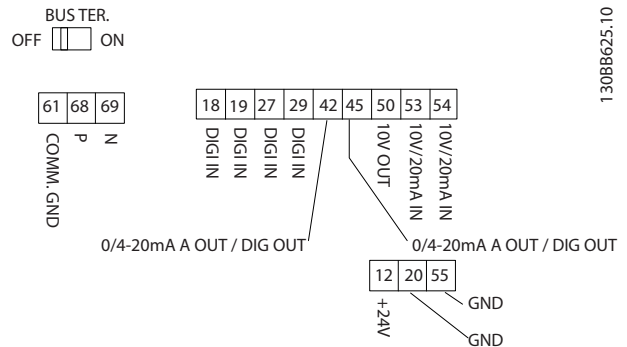 BUS TER.
OFF ON
130BB625.10
61 68 69
COMM. GND
P
N
18 19 27 29 42 45 50 53 54
DIGI IN
DIGI IN
DIGI IN
DIGI IN
10V OUT
10V/20mA IN
10V/20mA IN
0/4-20mA A OUT / DIG OUT
0/4-20mA A OUT / DIG OUT
12 20 55
+24V
GND
GND